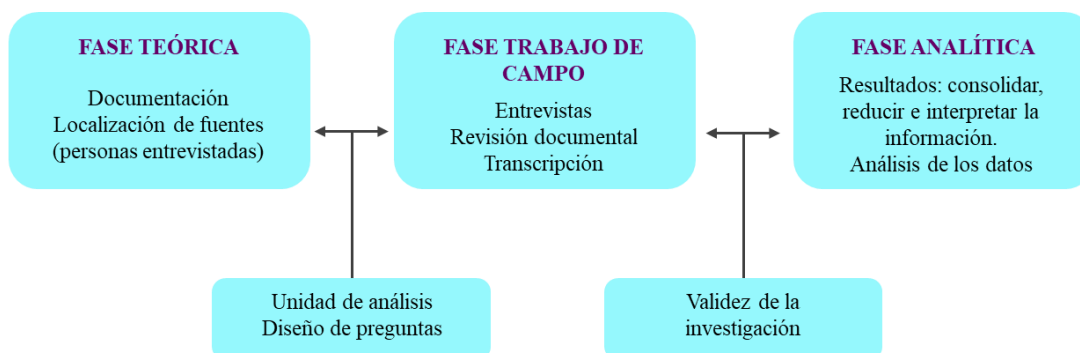 FASE TEÓRICA
Documentación
Localización de fuentes
(personas entrevistadas)
FASE TRABAJO DE
CAMPO
Entrevistas
Revisión documental
Transcripción
FASE ANALÍTICA
Resultados: consolidar,
reducir e interpretar la
información.
Análisis de los datos
Unidad de análisis
Diseño de preguntas
Validez de la
investigación